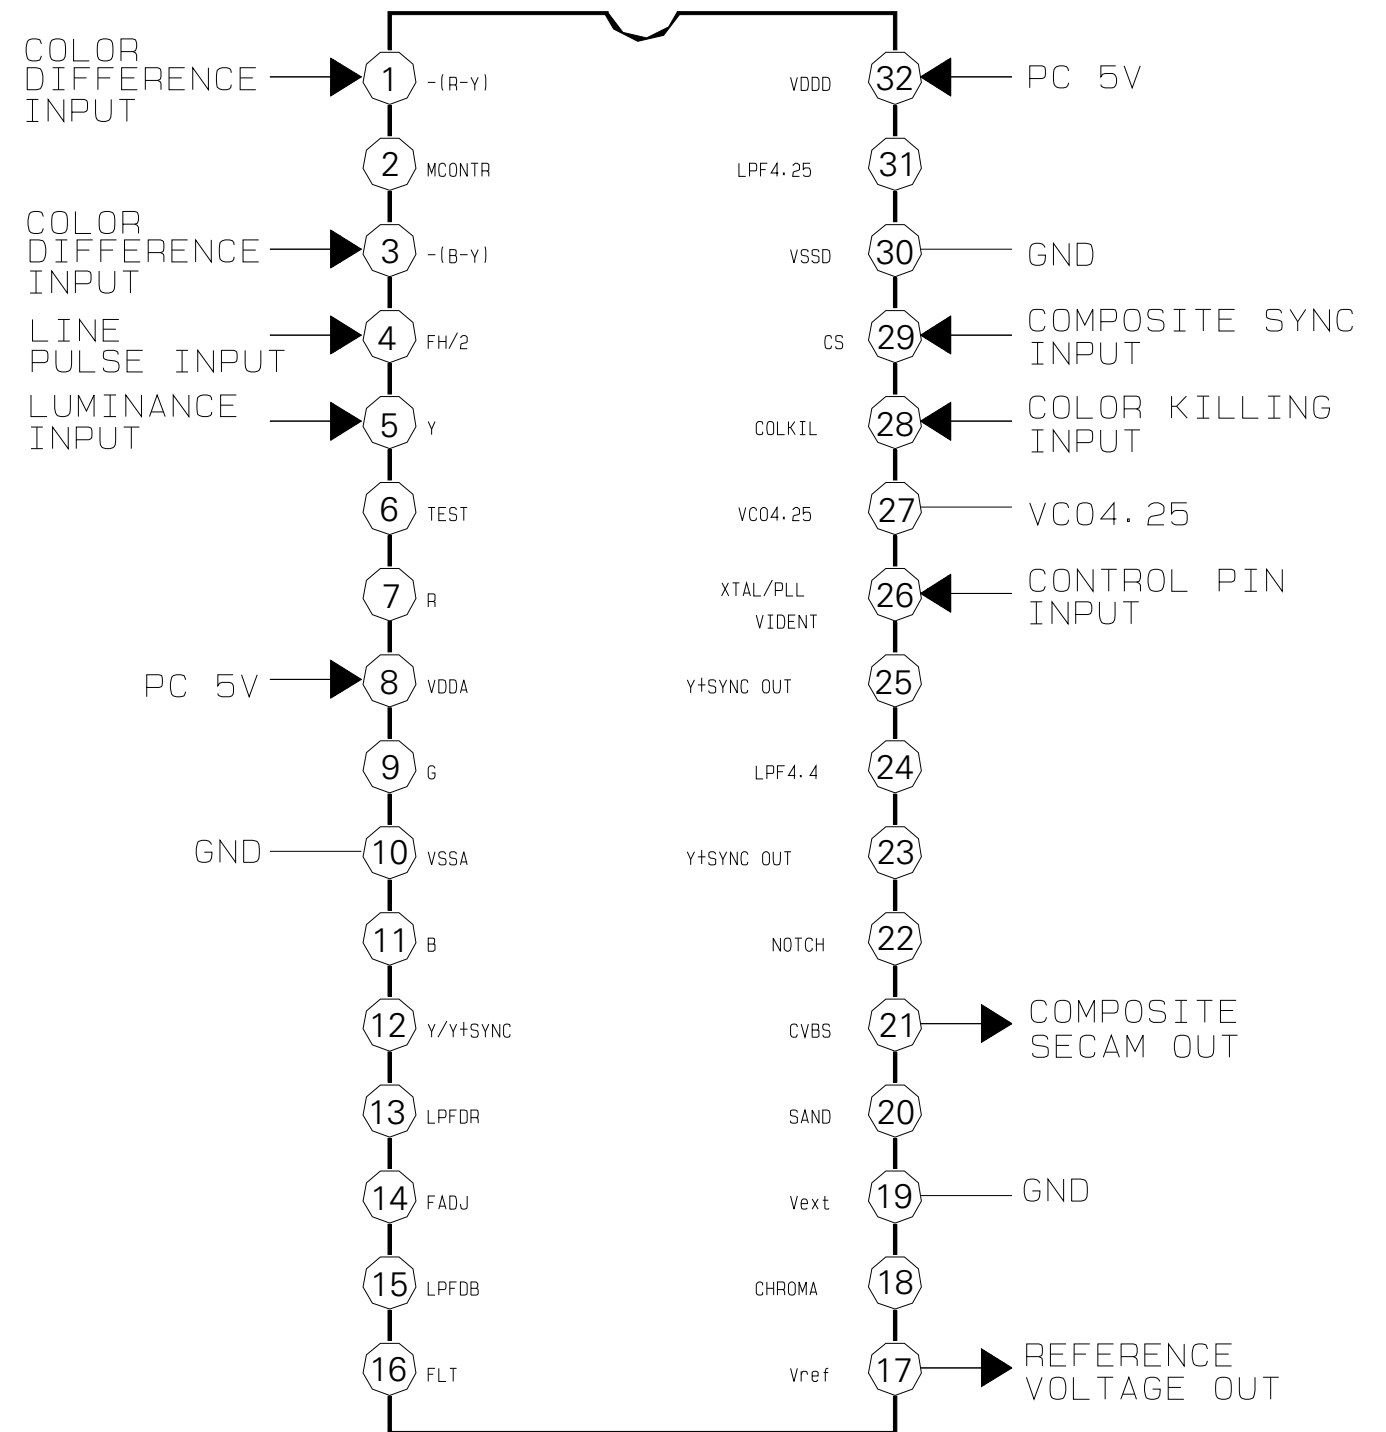 COLOR
DIFFERENCE
INPUT
1 -(R-Y)
2 MCONTR
COLOR
DIFFERENCE
INPUT
3 -(B-Y)
LINE
PULSE INPUT
4 FH/2
LUMINANCE
INPUT
5 Y
6 TEST
7 R
PC 5V 8 VDDA
9 G
GND 10 VSSA
11 B
12 Y/Y+SYNC
13 LPFDR
14 FADJ
15 LPFDB
16 FLT
VDDD 32 PC 5V
LPF4.25 31
VSSD 30 GND
CS 29
COMPOSITE SYNC
INPUT
COLKIL 28
COLOR KILLING
INPUT
VCO4.25 27 VCO4.25
XTAL/PLL
VIDENT
26
CONTROL PIN
INPUT
Y+SYNC OUT 25
LPF4.4 24
Y+SYNC OUT 23
NOTCH 22
CVBS 21
COMPOSITE
SECAM OUT
SAND 20
Vext 19 GND
CHROMA 18
Vref 17
REFERENCE
VOLTAGE OUT